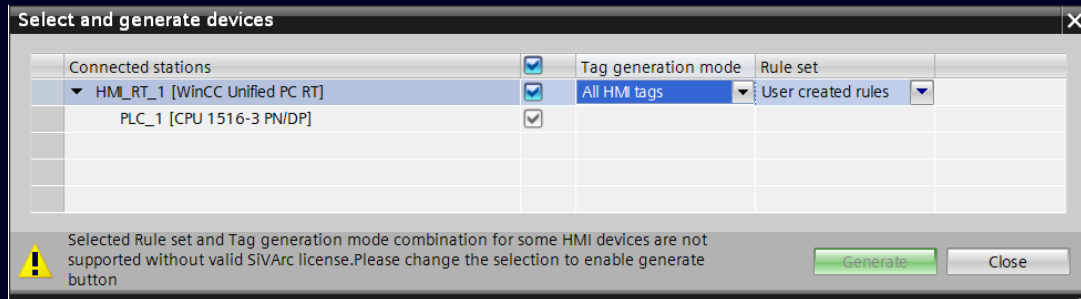 Select and generate devices
Connected stations Tag generation mode Rule set
HMI_RT_1 [WinCC Unified PC RT] All HMI tags User created rules
PLC_1 [CPU 1516-3 PN/DP]
Selected Rule set and Tag generation mode combination for some HMI devices are not
supported without valid SiVArc license.Please change the selection to enable generate
button
Generate Close